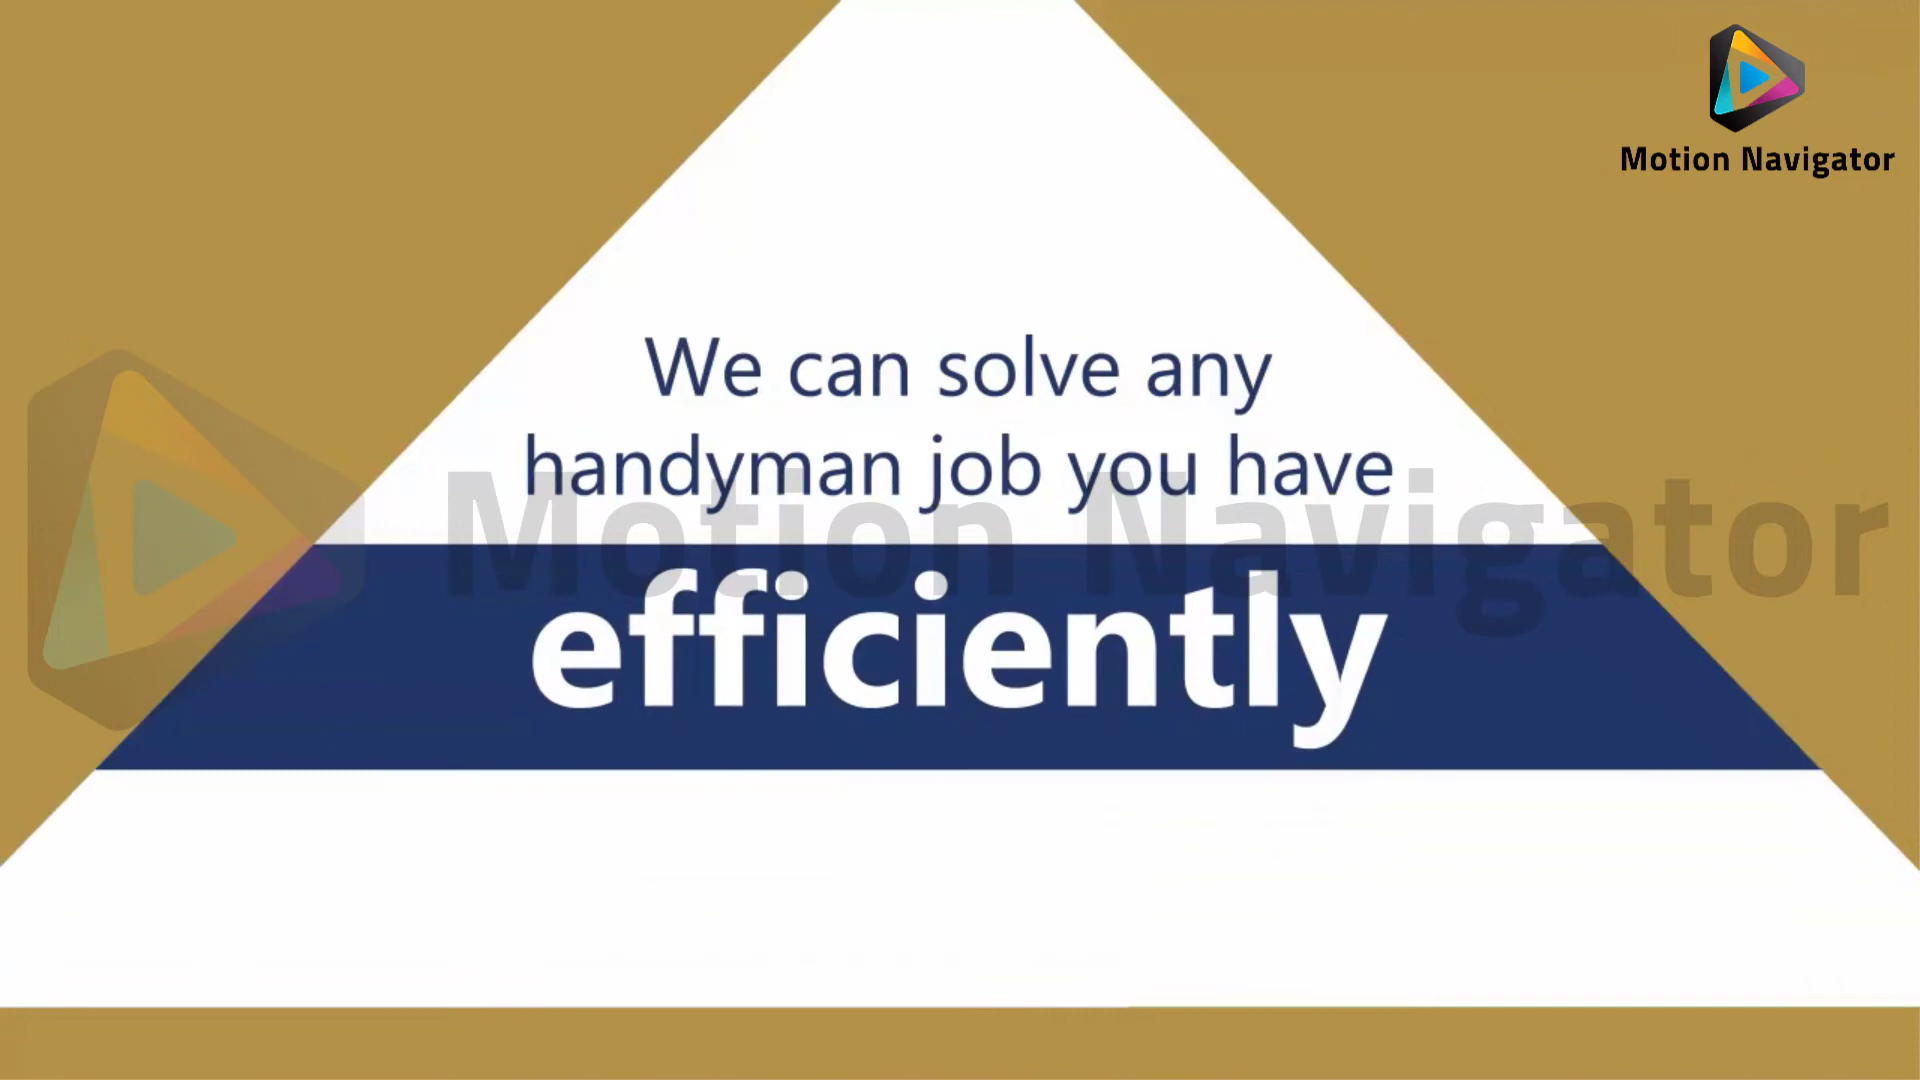 Motion Navigator
We can solve any
handyman job you have
Motion Navigator
efficiently